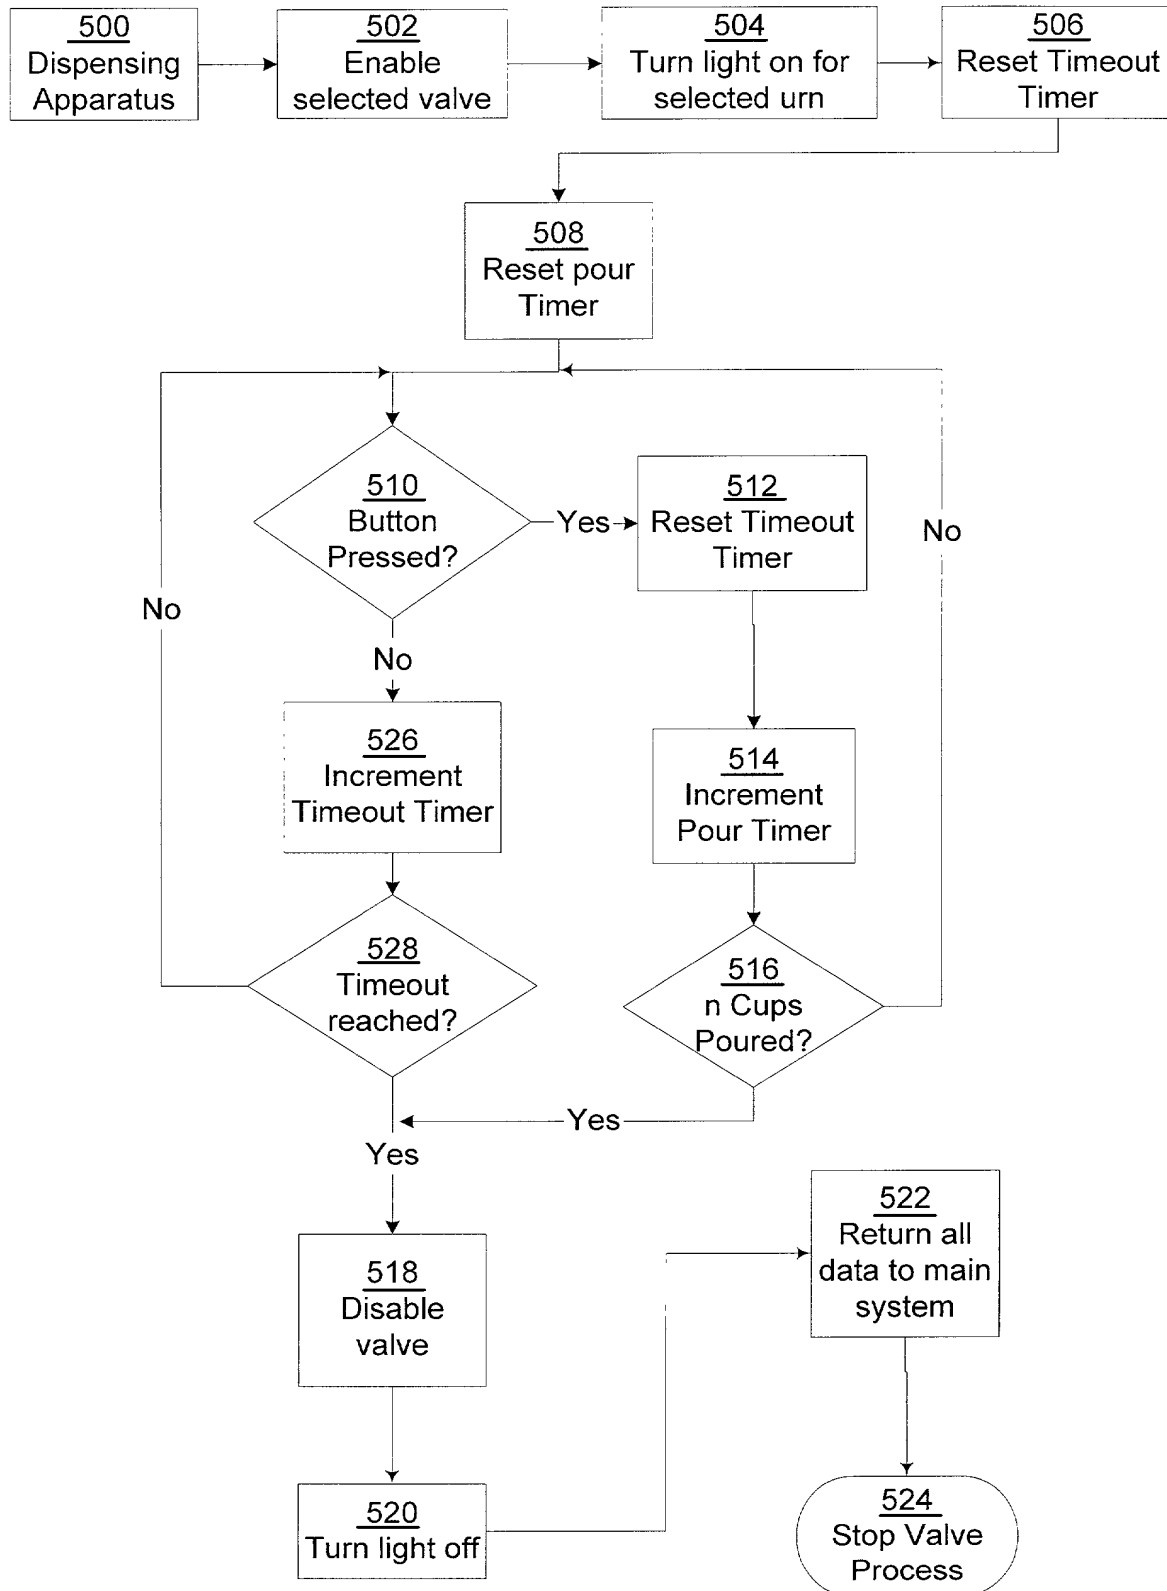 500
Dispensing
Apparatus
502
Enable
selected valve
504
Turn light on for
selected urn
506
Reset Timeout
Timer
508
Reset pour
Timer
510
Button
Pressed?
Yes
512
Reset Timeout
Timer
No
No
No
526
Increment
Timeout Timer
514
Increment
Pour Timer
528
Timeout
reached?
516
n Cups
Poured?
Yes
Yes
518
Disable
valve
522
Return all
data to main
system
520
Turn light off
524
Stop Valve
Process